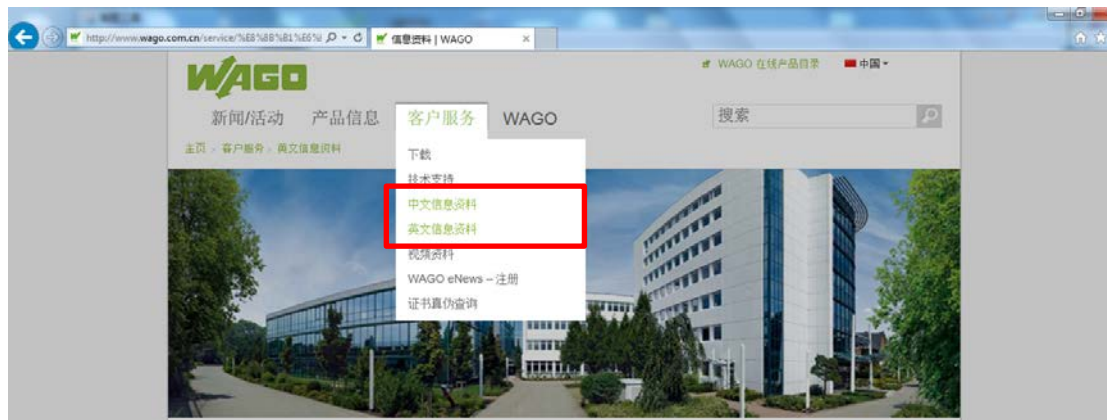 http://www.wago.com.cn/service/%E8%8B%B1%E6%
信息资料 | WAGO
WAGO
WAGO 在线产品目录
中国
新闻/活动 产品信息 客户服务 WAGO
搜索
主页 客户服务 英文信息资料
下载
技术支持
中文信息资料
英文信息资料
视频资料
WAGO eNews – 注册
证书真伪查询